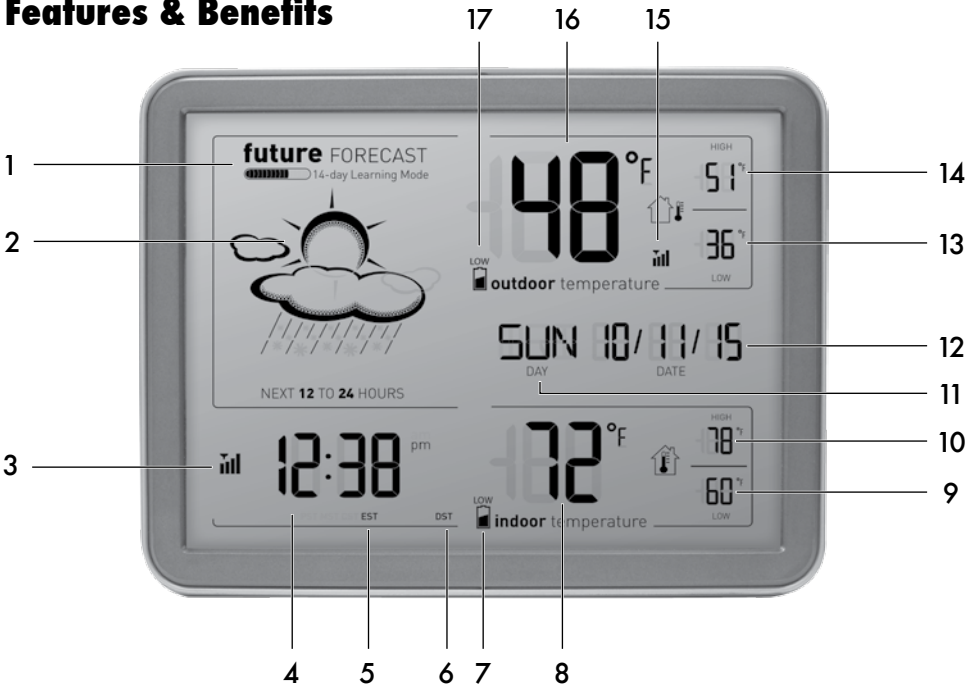 Features & Benefits
17 16 15
1
2
3
future FORECAST
14-day Learning Mode
NEXT 12 TO 24 HOURS
12:38 pm
EST DST
48°F
HIGH
51°F
36°F
LOW
LOW
outdoor temperature
SUN 10/11/15
DAY DATE
72°F
HIGH
78°F
60°F
LOW
LOW
indoor temperature
14
13
12
11
10
9
4 5 6 7 8